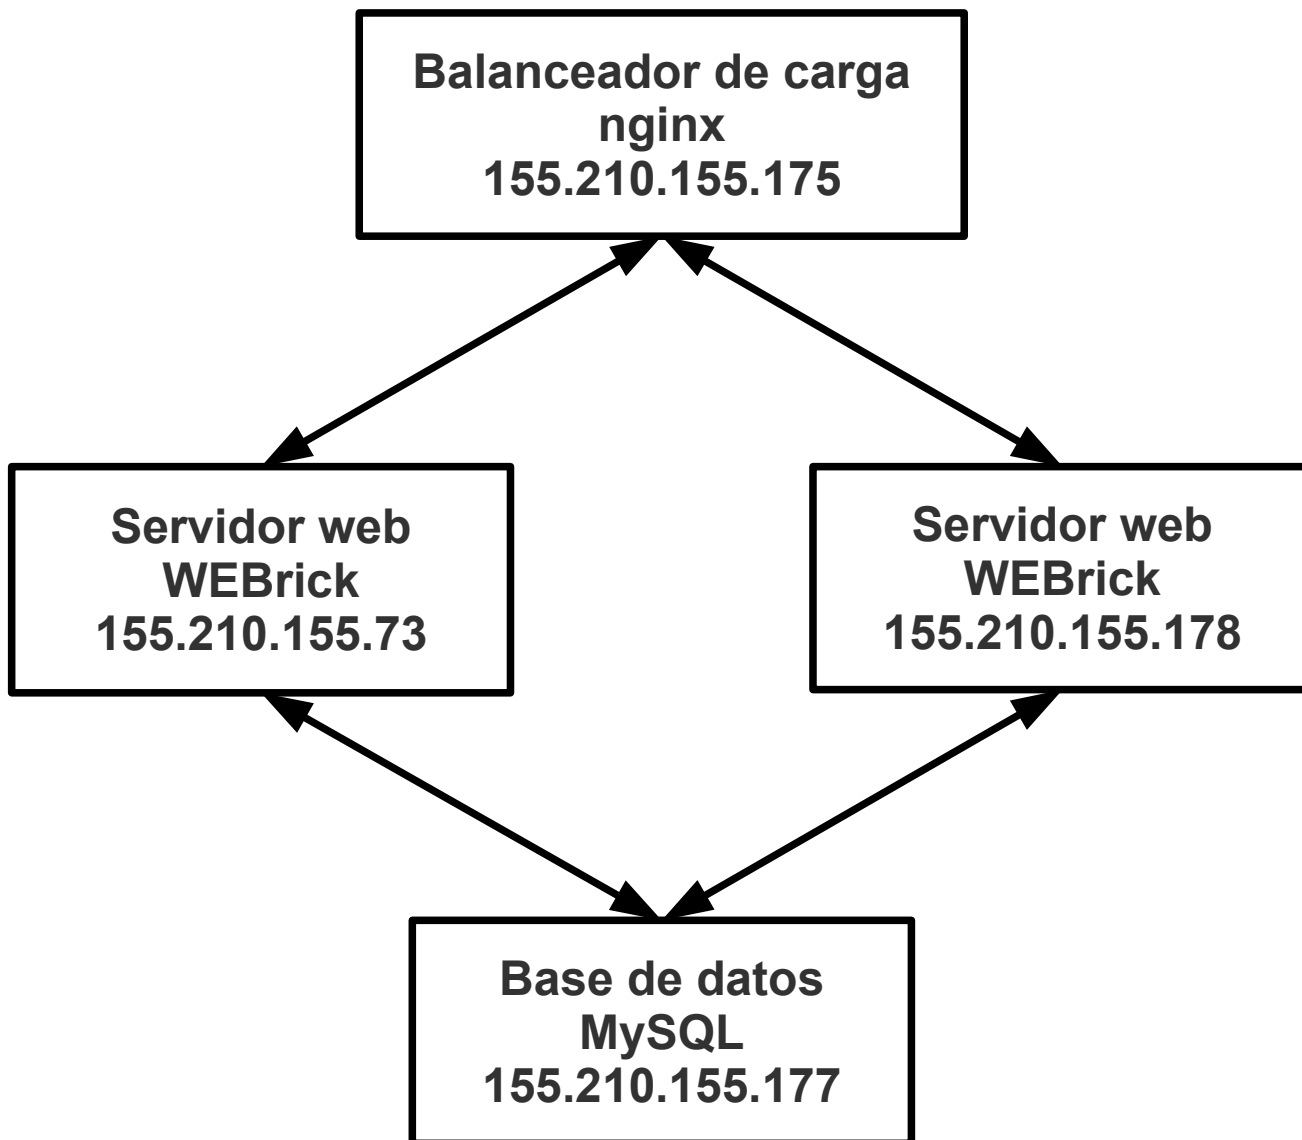 Balanceador de carga
nginx
155.210.155.175
Servidor web
WEBrick
155.210.155.73
Servidor web
WEBrick
155.210.155.178
Base de datos
MySQL
155.210.155.177